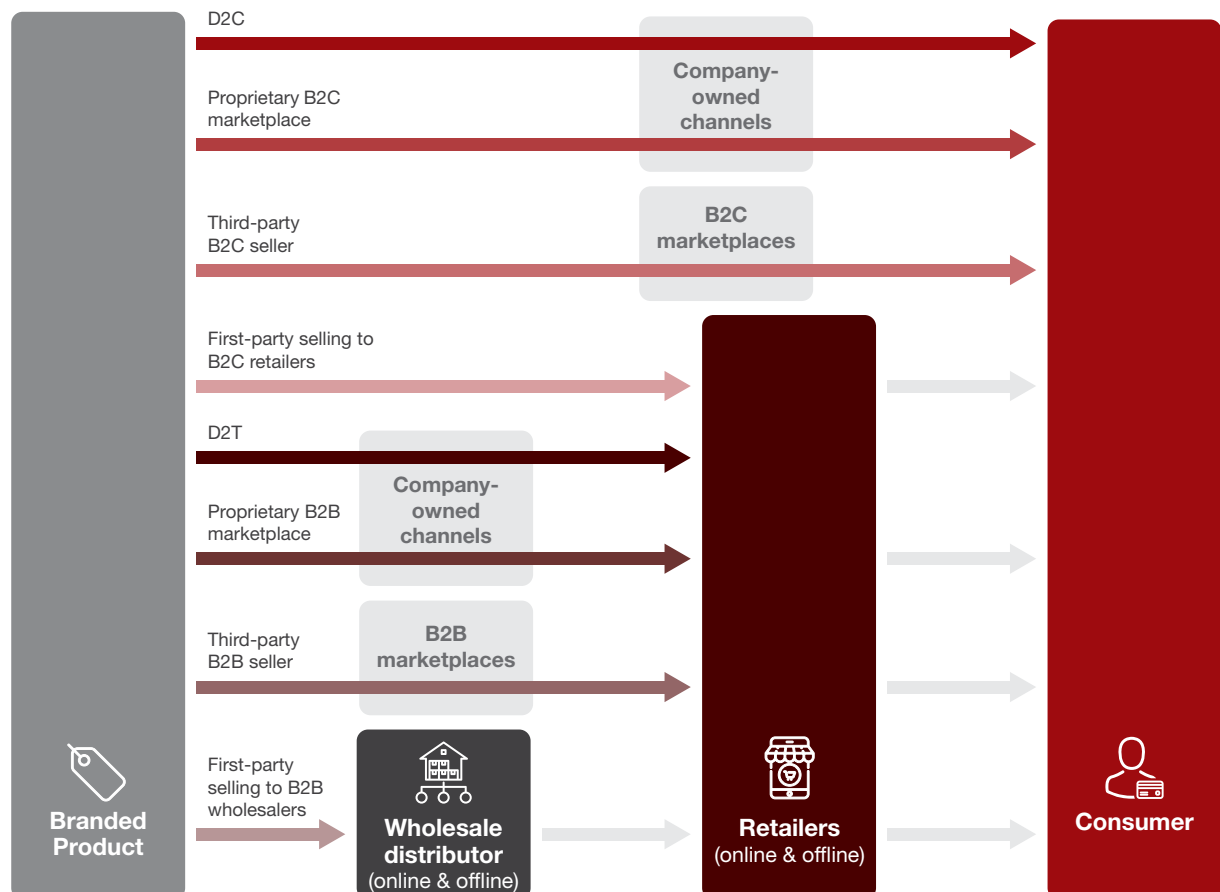 D2C
Company-
owned
channels
Proprietary B2C
marketplace
Third-party
B2C seller
B2C
marketplaces
First-party selling to
B2C retailers
D2T
Company-
owned
channels
Proprietary B2B
marketplace
Third-party
B2B seller
B2B
marketplaces
First-party
selling to B2B
wholesalers
Branded
Product
Wholesale
distributor
(online & offline)
Retailers
(online & offline)
Consumer